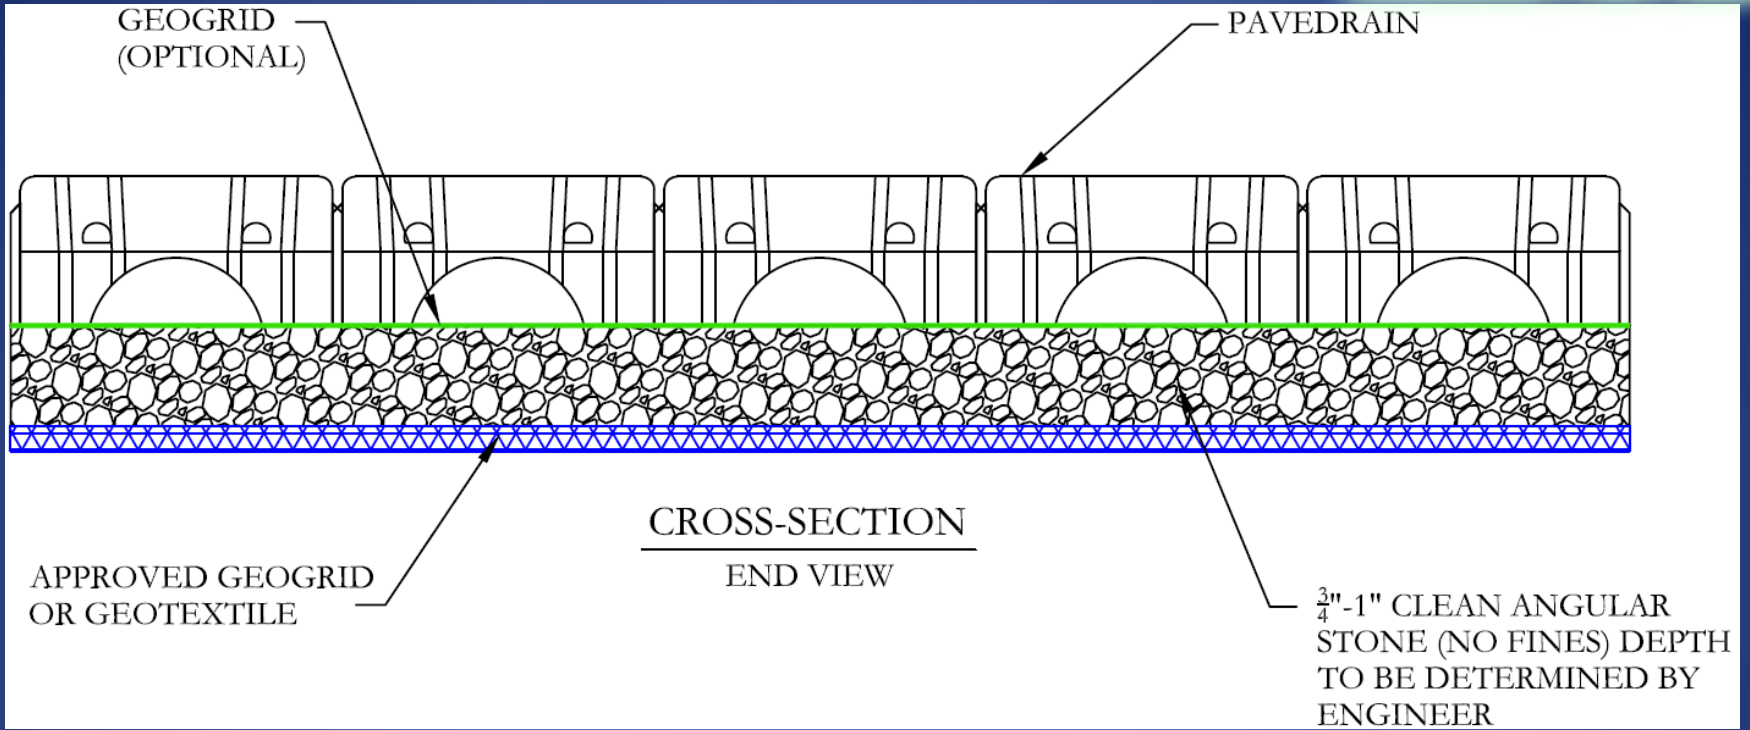 GEOGRID
(OPTIONAL)
PAVEDRAIN
CROSS-SECTION
END VIEW
APPROVED GEOGRID
OR GEOTEXTILE
¾"-1" CLEAN ANGULAR
STONE (NO FINES) DEPTH
TO BE DETERMINED BY
ENGINEER